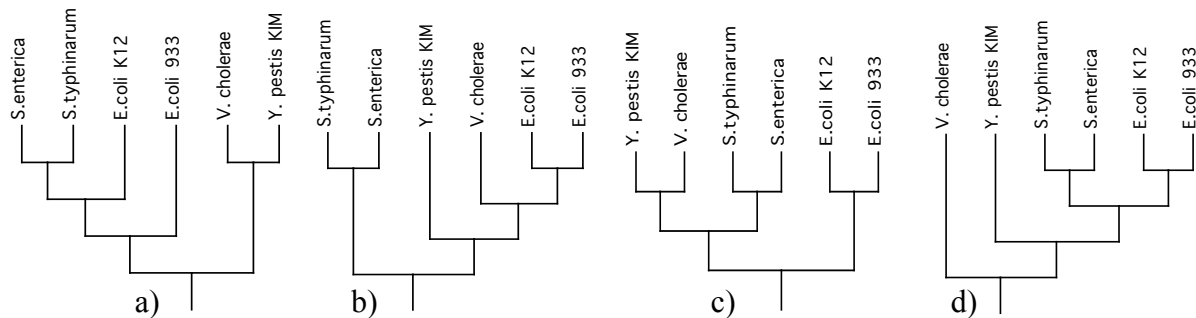 S.enterica
S.typhinarum
E.coli K12
E.coli 933
V. cholerae
Y. pestis KIM
a)
S.typhinarum
S.enterica
Y. pestis KIM
V. cholerae
E.coli K12
E.coli 933
b)
Y. pestis KIM
V. cholerae
S.typhinarum
S.enterica
E.coli K12
E.coli 933
c)
V. cholerae
Y. pestis KIM
S.typhinarum
S.enterica
E.coli K12
E.coli 933
d)